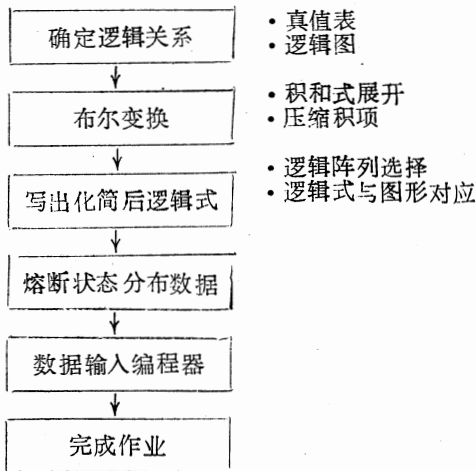 确定逻辑关系
• 真值表
• 逻辑图
布尔变换
• 积和式展开
• 压缩积项
写出化简后逻辑式
• 逻辑阵列选择
• 逻辑式与图形对应
熔断状态分布数据
数据输入编程器
完成作业